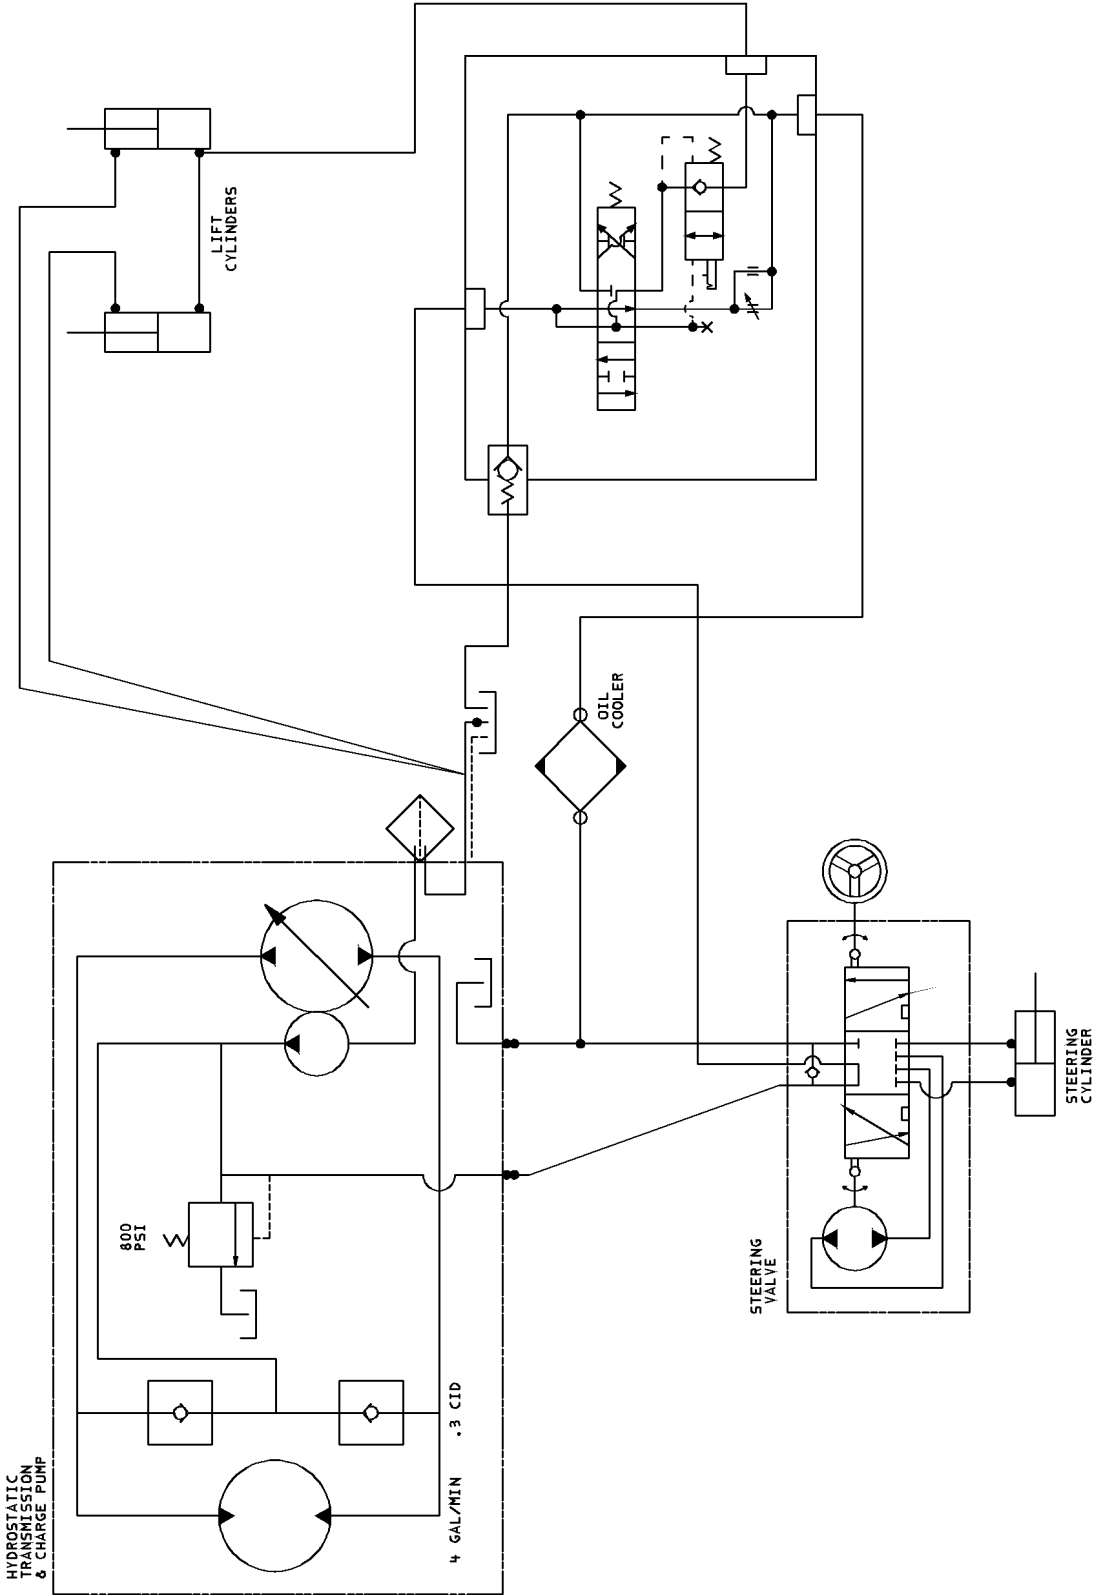 HYDROSTATIC
TRANSMISSION
& CHARGE PUMP
800
PSI
4 GAL/MIN .3 CID
LIFT
CYLINDERS
OIL
COOLER
STEERING
VALVE
STEERING
CYLINDER